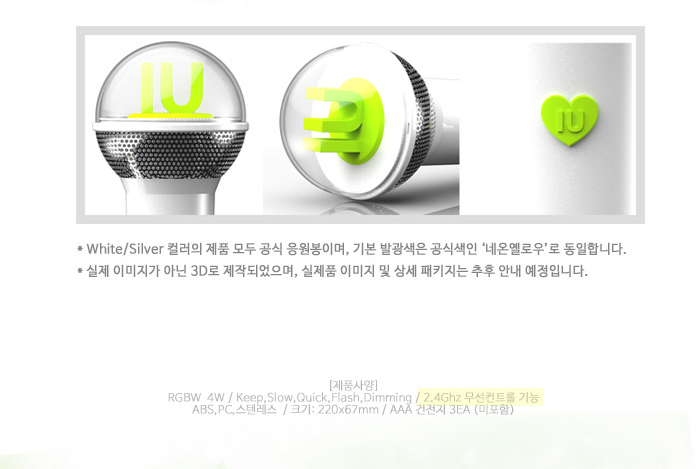 IU
IU
IU
* White/Silver 컬러의 제품 모두 공식 응원봉이며, 기본 발광색은 공식색인 ‘네온옐로우’로 동일합니다.
* 실제 이미지가 아닌 3D로 제작되었으며, 실제품 이미지 및 상세 패키지는 추후 안내 예정입니다.
[제품사양]
RGBW 4W / Keep,Slow,Quick,Flash,Dimming / 2.4Ghz 무선컨트롤 기능
ABS,PC,스텐레스 / 크기: 220x67mm / AAA 건전지 3EA (미포함)